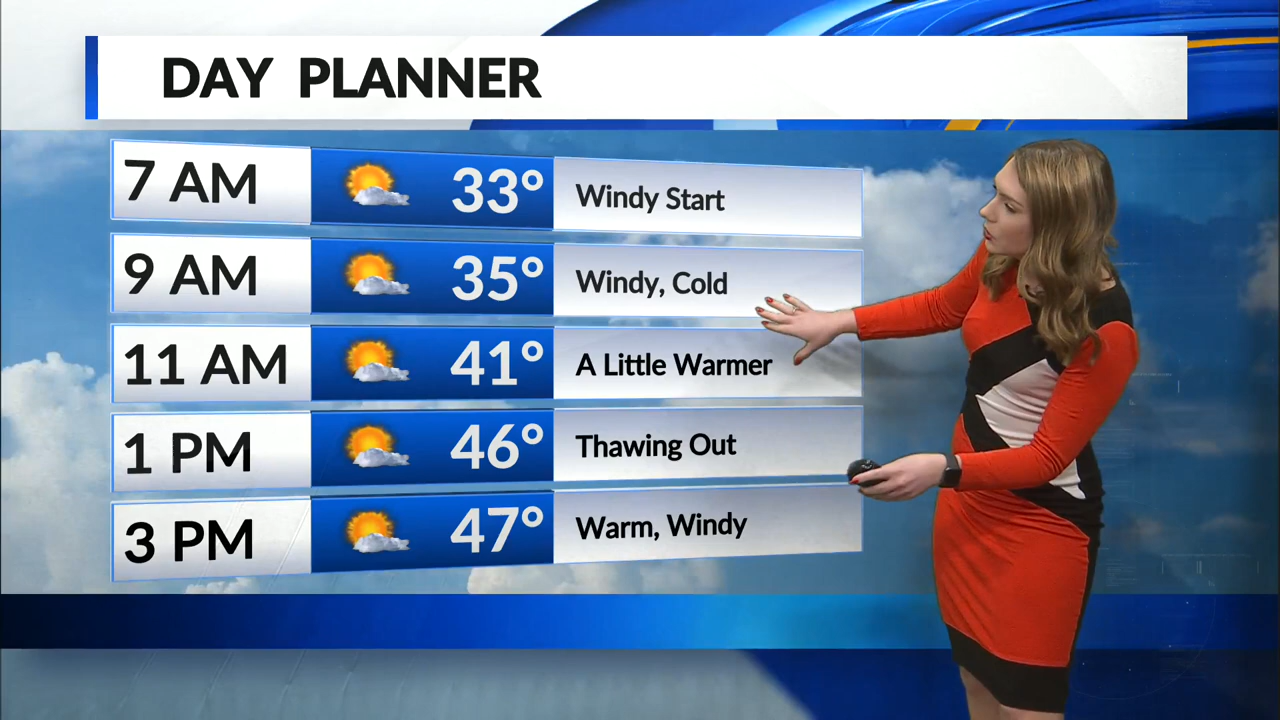 DAY PLANNER
7 AM 33° Windy Start
9 AM 35° Windy, Cold
11 AM 41° A Little Warmer
1 PM 46° Thawing Out
3 PM 47° Warm, Windy